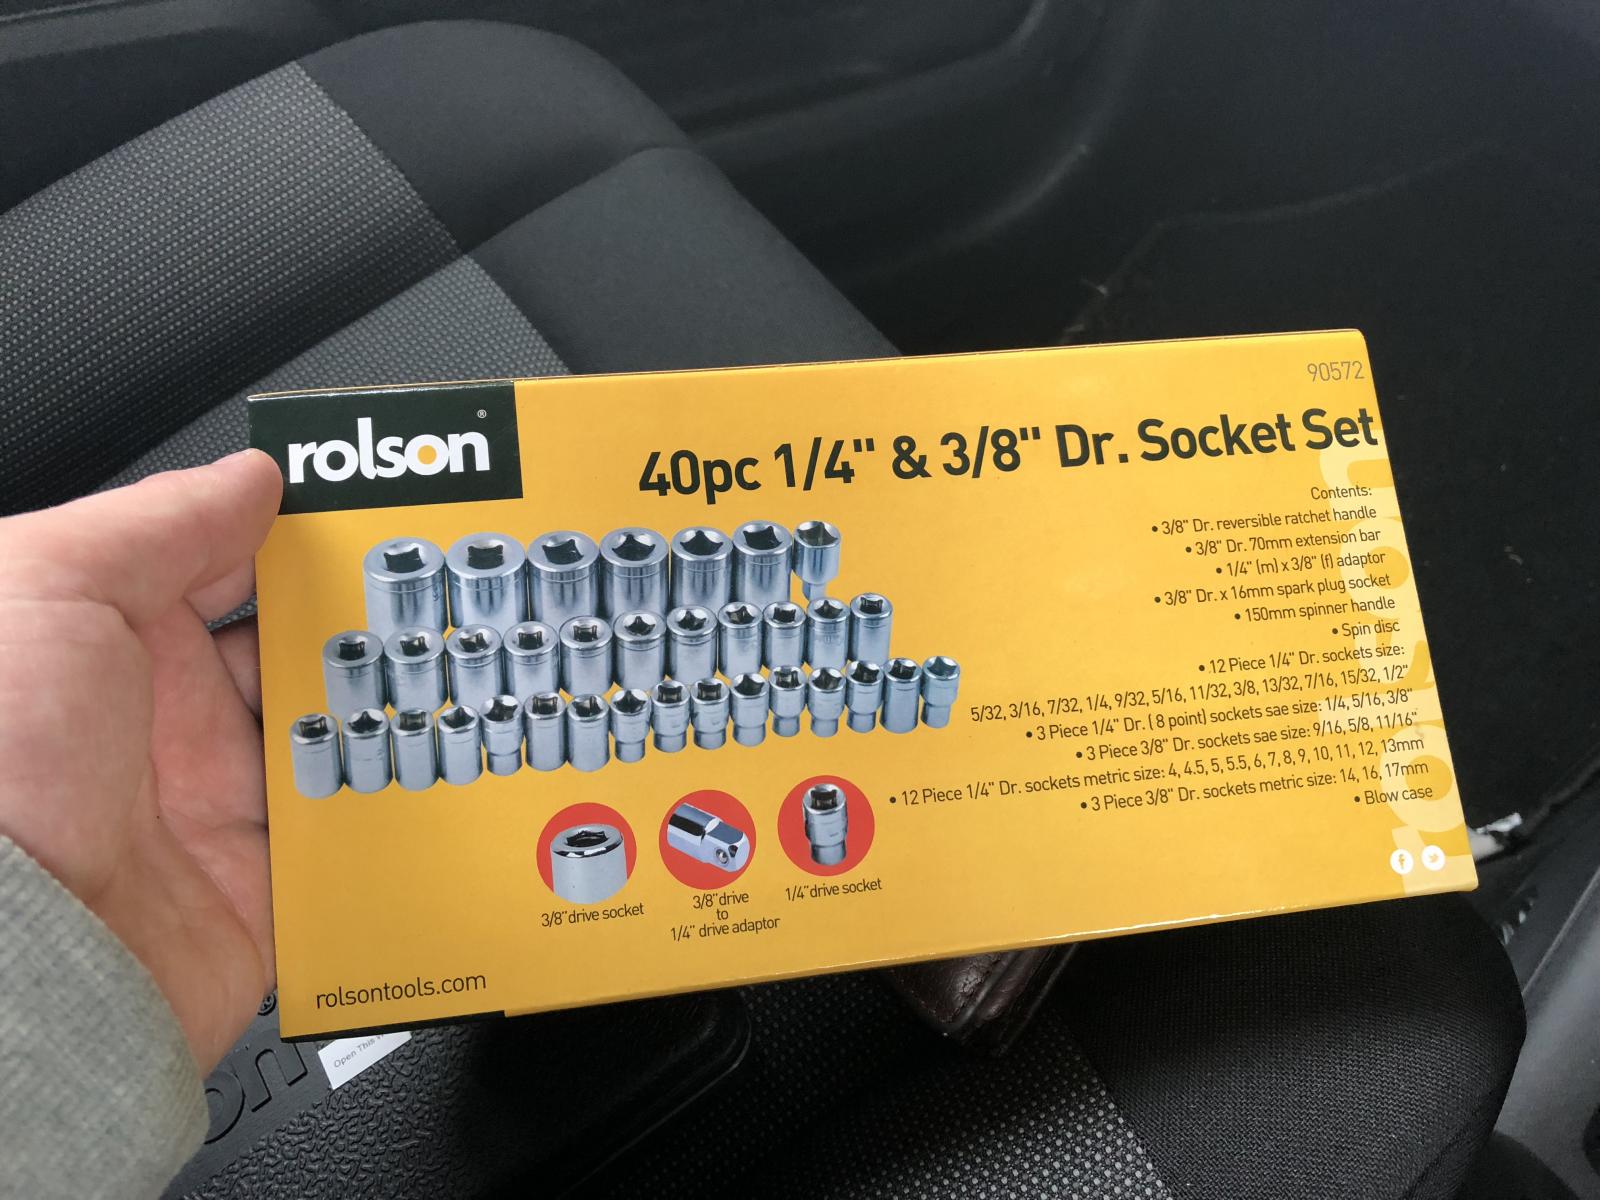 rolson®
90572
40pc 1/4" & 3/8" Dr. Socket Set
Contents:
• 3/8" Dr. reversible ratchet handle
• 3/8" Dr. 70mm extension bar
• 1/4" (m) x 3/8" (f) adaptor
• 3/8" Dr. x 16mm spark plug socket
• 150mm spinner handle
• Spin disc
• 12 Piece 1/4" Dr. sockets size:
5/32, 3/16, 7/32, 1/4, 9/32, 5/16, 11/32, 3/8, 13/32, 7/16, 15/32, 1/2"
• 3 Piece 1/4" Dr. (8 point) sockets sae size: 1/4, 5/16, 3/8"
• 3 Piece 3/8" Dr. sockets sae size: 9/16, 5/8, 11/16"
• 12 Piece 1/4" Dr. sockets metric size: 4, 4.5, 5, 5.5, 6, 7, 8, 9, 10, 11, 12, 13mm
• 3 Piece 3/8" Dr. sockets metric size: 14, 16, 17mm
• Blow case
3/8" drive socket
3/8" drive
to
1/4" drive adaptor
1/4" drive socket
rolsontools.com
Open This